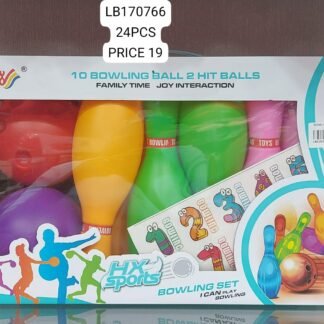 LB170766
24PCS
PRICE 19
10 BOWLING BALL 2 HIT BALLS
FAMILY TIME JOY INTERACTION
TOYS
HX
Sports
BOWLING SET
I CAN PLAY
BOWLING